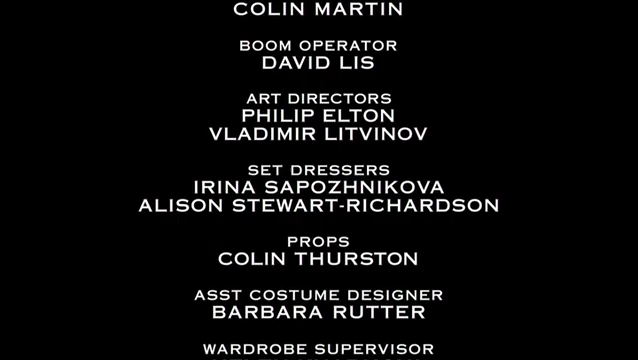 COLIN MARTIN
BOOM OPERATOR
DAVID LIS
ART DIRECTORS
PHILIP ELTON
VLADIMIR LITVINOV
SET DRESSERS
IRINA SAPOZHNIKOVA
ALISON STEWART-RICHARDSON
PROPS
COLIN THURSTON
ASST COSTUME DESIGNER
BARBARA RUTTER
WARDROBE SUPERVISOR